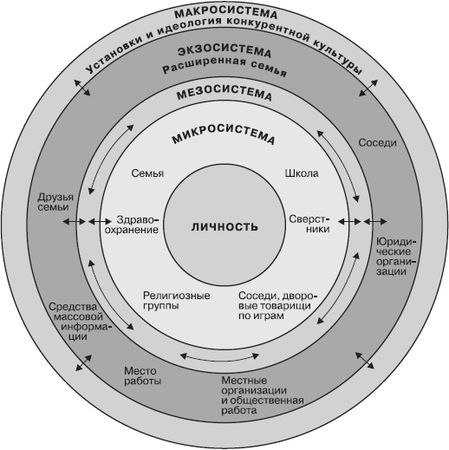 МАКРОСИСТЕМА
Установки и идеология конкурентной культуры
ЭКЗОСИСТЕМА
Расширенная семья
МЕЗОСИСТЕМА
МИКРОСИСТЕМА
Соседи
Семья
Школа
Друзья
семьи
Здраво-
охранение
ЛИЧНОСТЬ
Сверст-
ники
Юриди-
ческие
органи-
зации
Религиозные
группы
Соседи, дворо-
вые товарищи
по играм
Средства
массовой
информа-
ции
Место
работы
Местные
организации
и общественная
работа